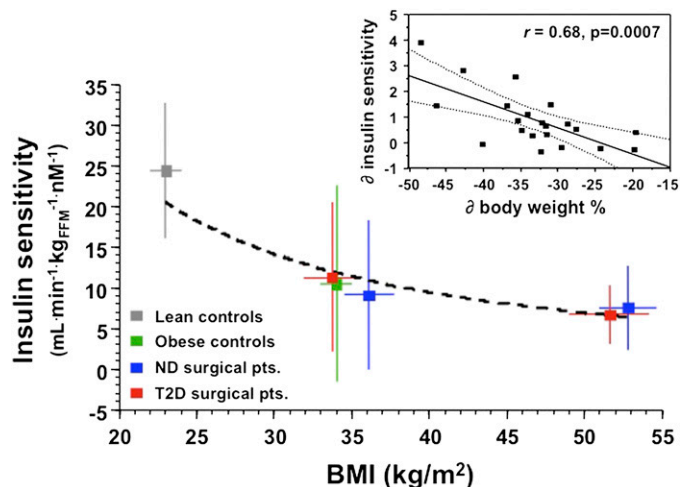 r = 0.68, p=0.0007
∂ insulin sensitivity
5
4
3
2
1
0
-1
-50 -45 -40 -35 -30 -25 -20 -15
∂ body weight %
Insulin sensitivity
(mL·min⁻¹·kg_FFM⁻¹·nM⁻¹)
35
30
25
20
15
10
5
0
-5
Lean controls
Obese controls
ND surgical pts.
T2D surgical pts.
20 25 30 35 40 45 50 55
BMI (kg/m²)